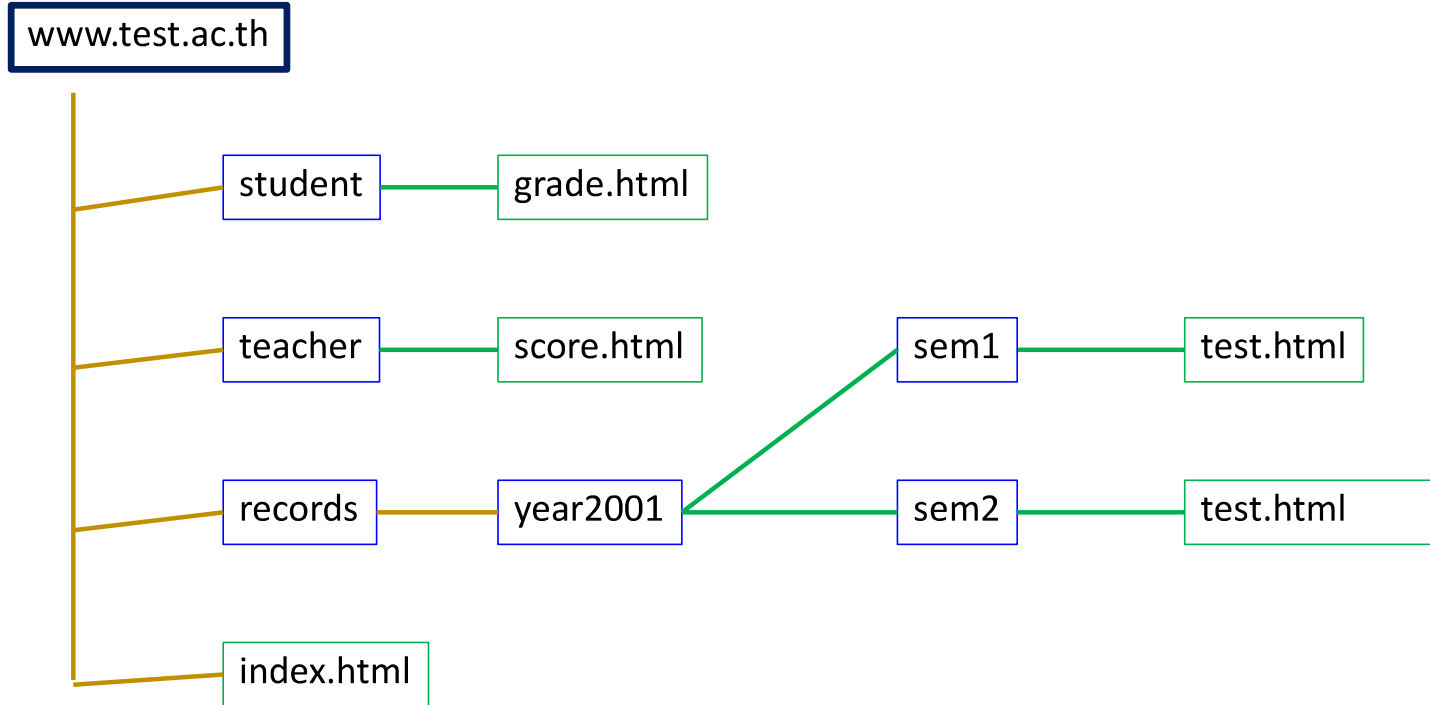 www.test.ac.th
student grade.html
teacher score.html sem1 test.html
records year2001 sem2 test.html
index.html